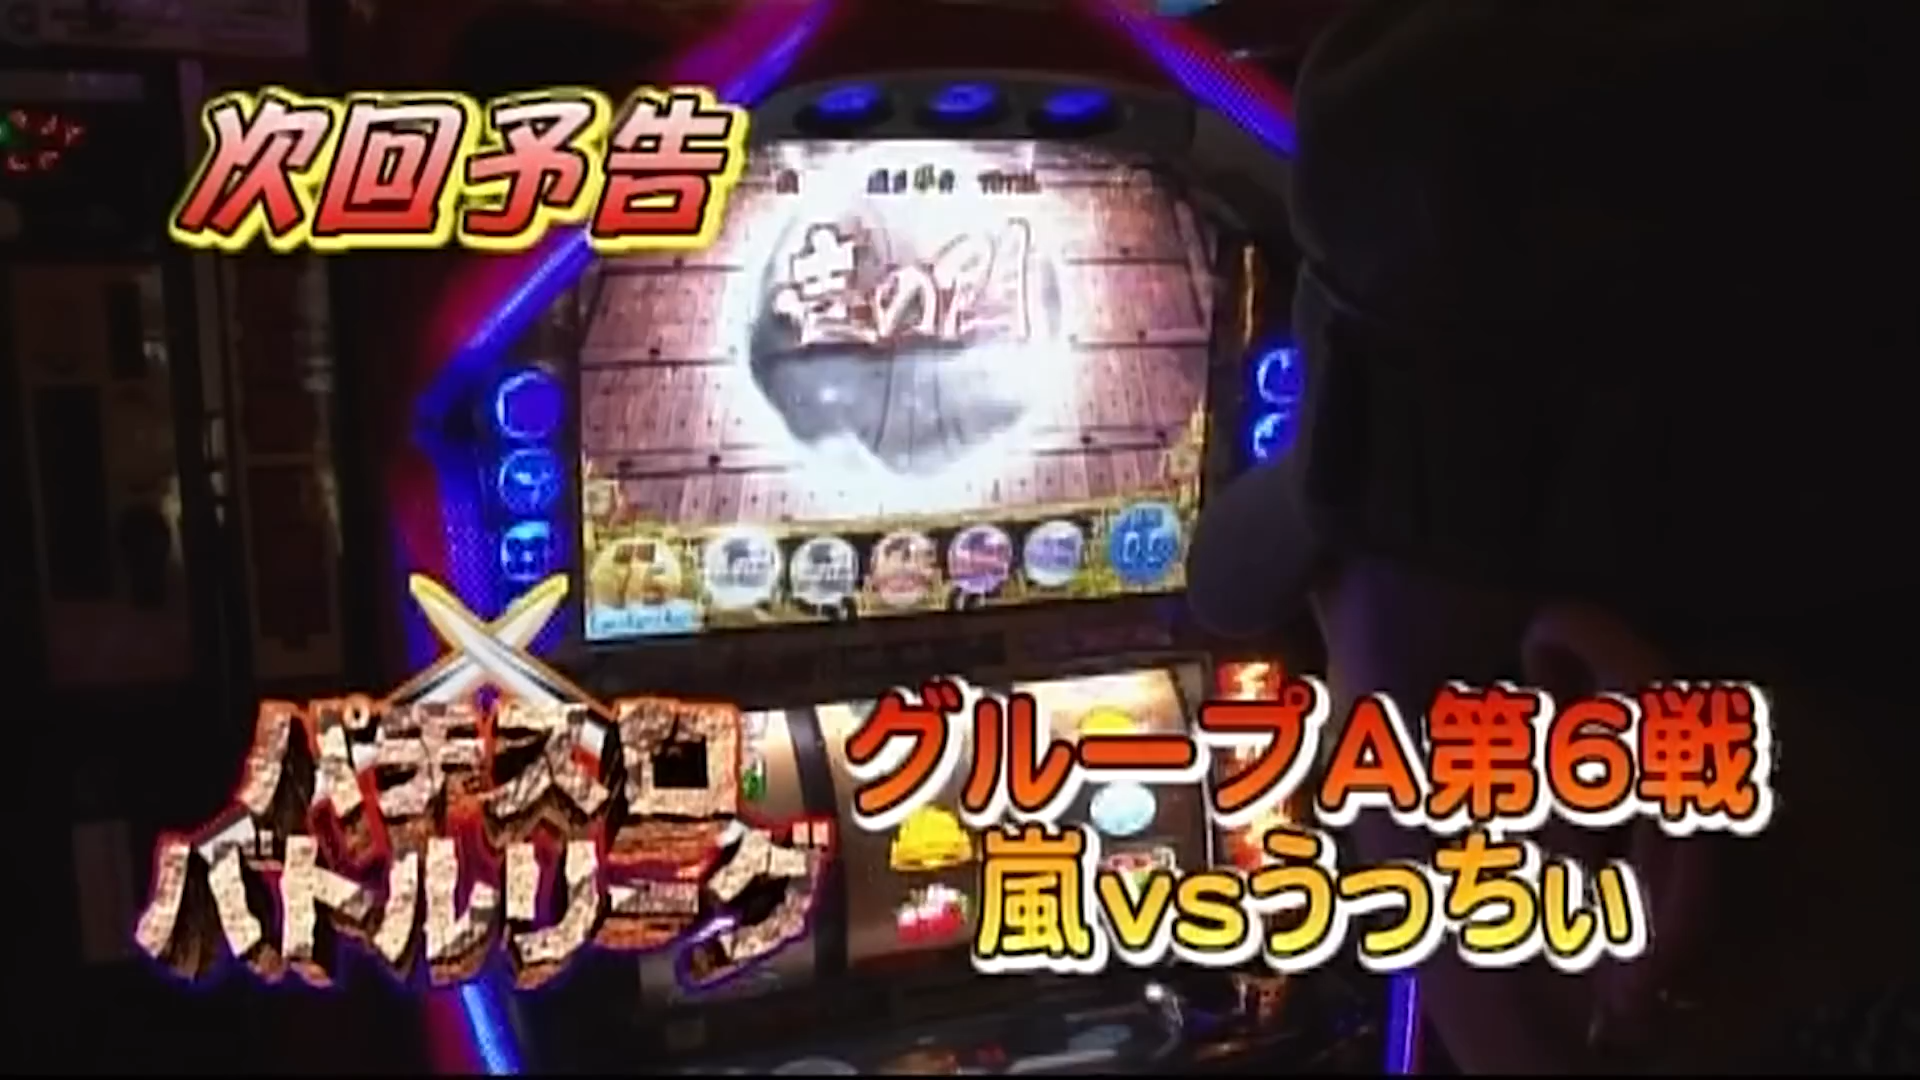 次回予告
パチスロ
バトルリーグ
グループA第6戦
嵐vsうっちぃ